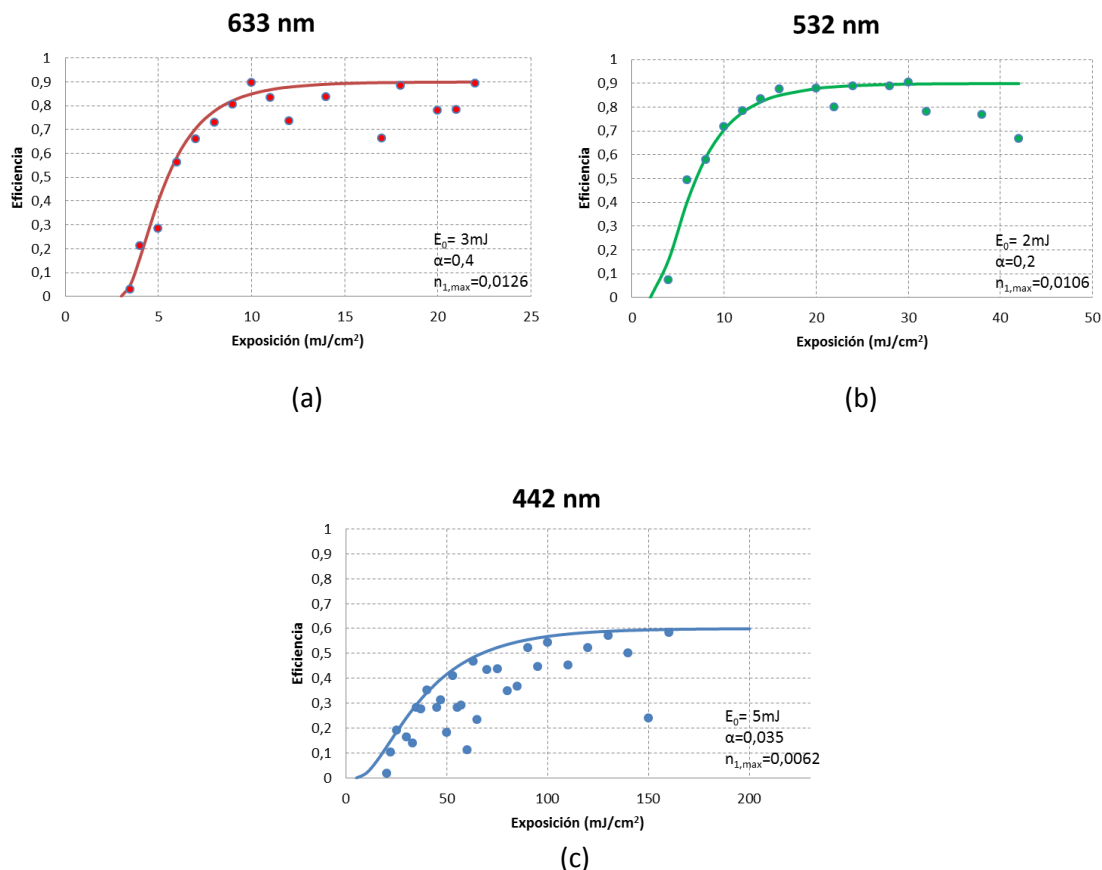 633 nm
1
0,9
0,8
0,7
0,6
0,5
0,4
0,3
0,2
0,1
0
Eficiencia
0 5 10 15 20 25
Exposición (mJ/cm²)
E₀= 3mJ
α=0,4
n₁,max=0,0126
(a)
532 nm
1
0,9
0,8
0,7
0,6
0,5
0,4
0,3
0,2
0,1
0
Eficiencia
0 10 20 30 40 50
Exposición (mJ/cm²)
E₀= 2mJ
α=0,2
n₁,max=0,0106
(b)
442 nm
1
0,9
0,8
0,7
0,6
0,5
0,4
0,3
0,2
0,1
0
Eficiencia
0 50 100 150 200
Exposición (mJ/cm²)
E₀= 5mJ
α=0,035
n₁,max=0,0062
(c)